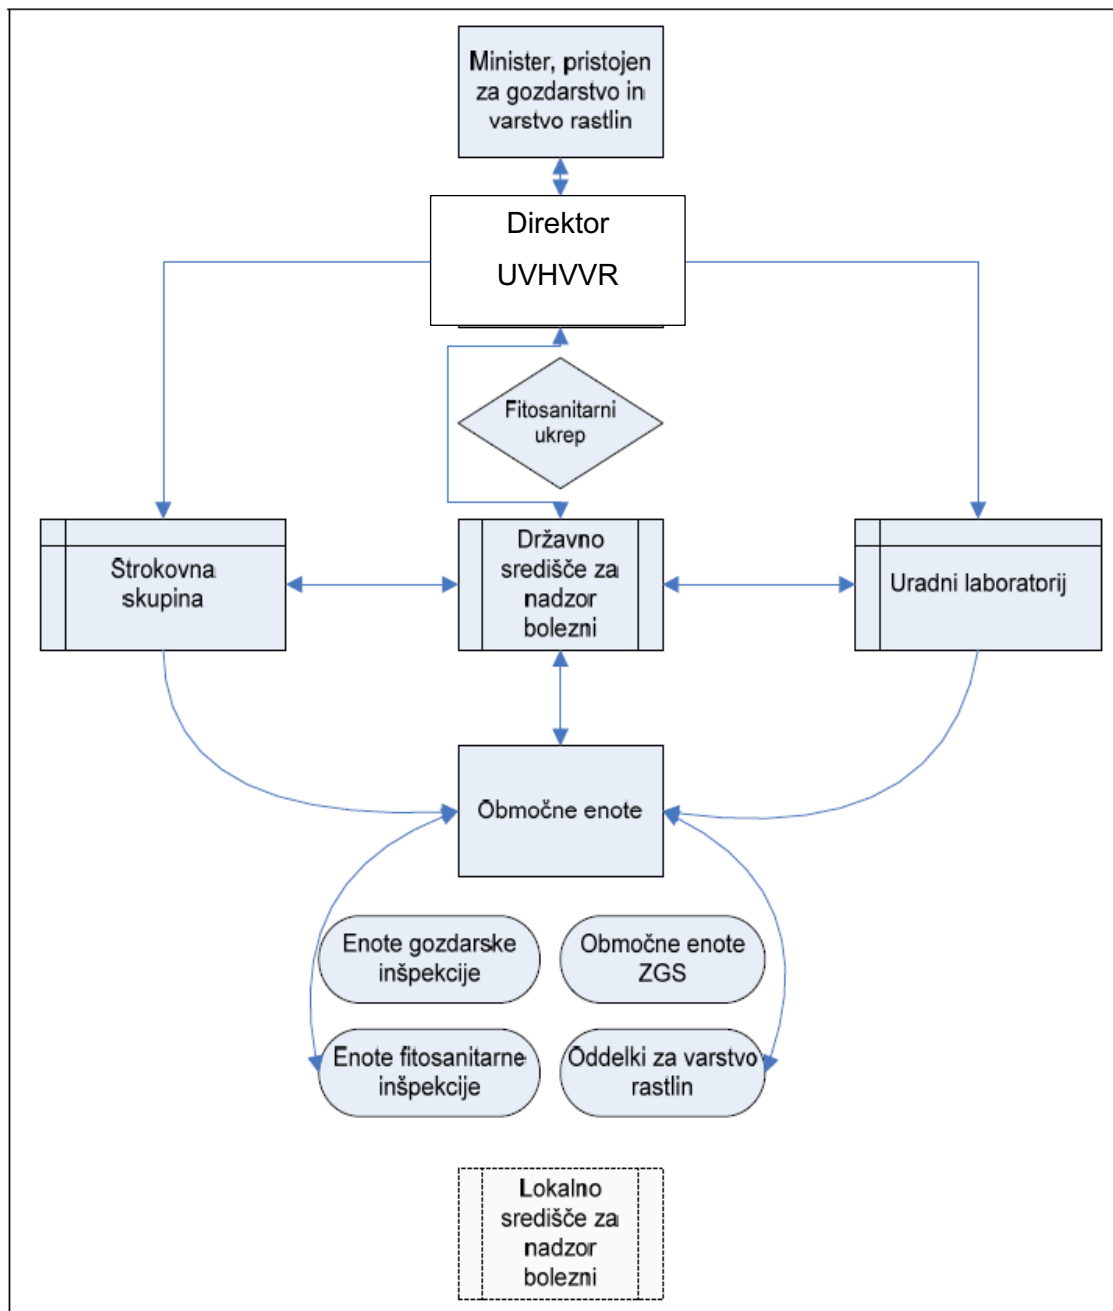 Minister, pristojen
za gozdarstvo in
varstvo rastlin
Direktor
UVHVVR
Fitosanitarni
ukrep
Strokovna
skupina
Državno
središče za
nadzor
bolezni
Uradni laboratorij
Območne enote
Enote gozdarske
inšpekcije
Območne enote
ZGS
Enote fitosanitarne
inšpekcije
Oddelki za varstvo
rastlin
Lokalno
središče za
nadzor
bolezni